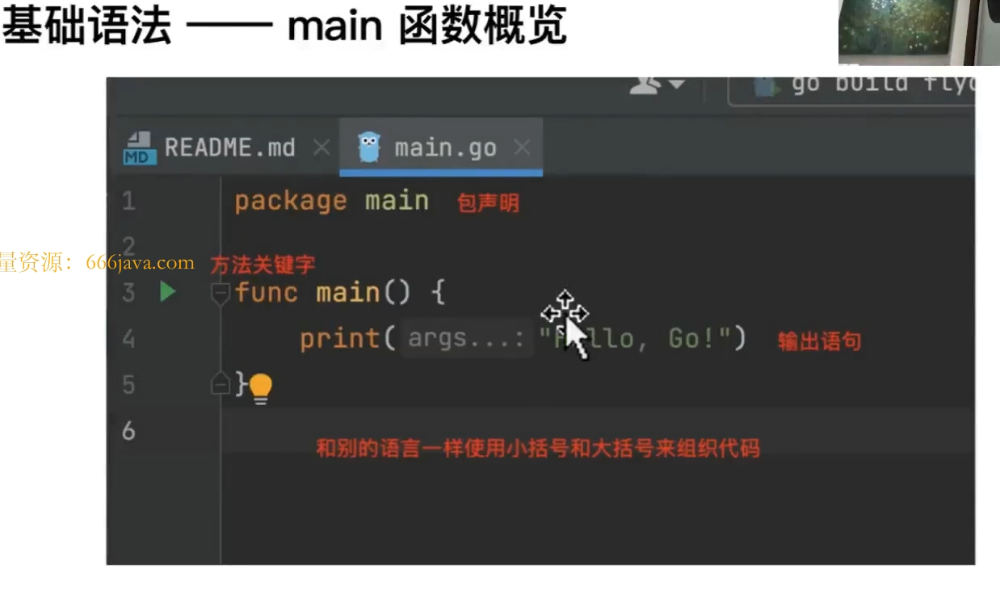 基础语法 —— main 函数概览
go build
README.md
main.go
1 package main 包声明
2
量资源：666java.com
方法关键字
3 func main() {
4 print( args...: "Hello, Go!") 输出语句
5 }
6
和别的语言一样使用小括号和大括号来组织代码